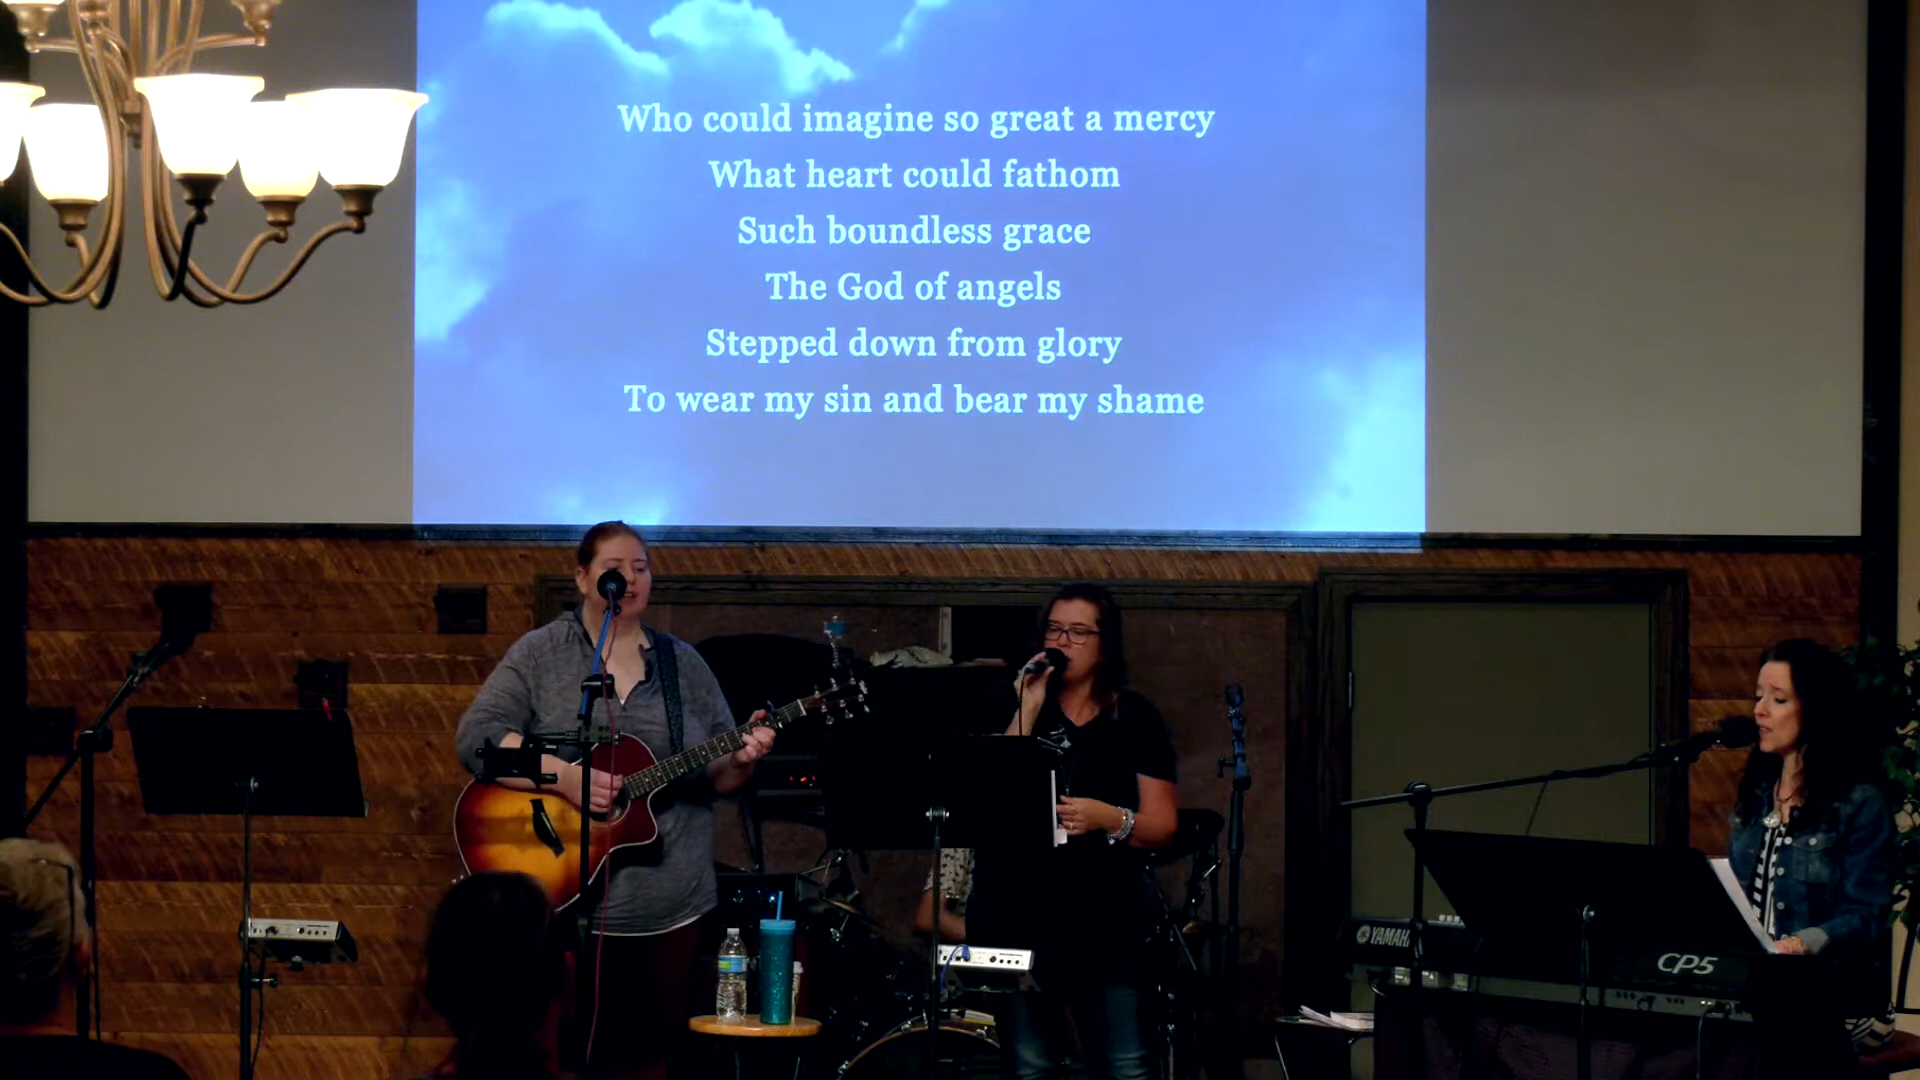 Who could imagine so great a mercy
What heart could fathom
Such boundless grace
The God of angels
Stepped down from glory
To wear my sin and bear my shame
YAMAHA
CP5